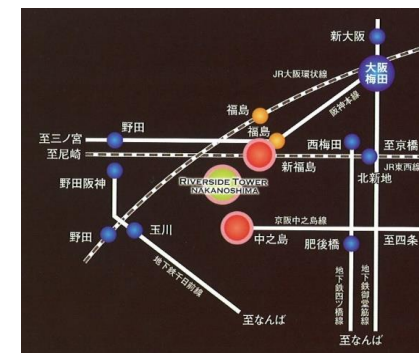 新大阪
大阪
梅田
JR大阪環状線
阪神本線
福島
福島
至三ノ宮
野田
西梅田
至京橋
至尼崎
新福島
JR東西線
北新地
野田阪神
RIVERSIDE TOWER
NAKANOSHIMA
京阪中之島線
野田
玉川
中之島
肥後橋
至四条
地下鉄千日前線
地下鉄四ツ橋線
地下鉄御堂筋線
至なんば
至なんば